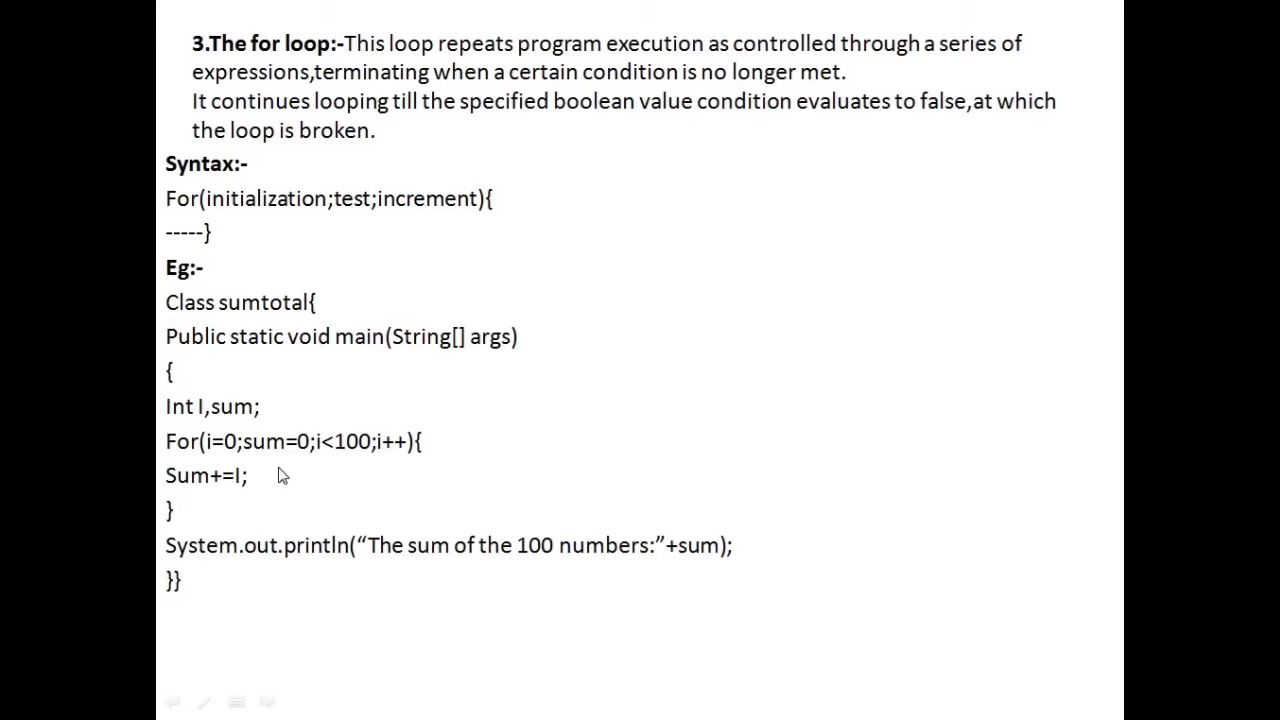 3.The for loop:-This loop repeats program execution as controlled through a series of
expressions,terminating when a certain condition is no longer met.
It continues looping till the specified boolean value condition evaluates to false,at which
the loop is broken.
Syntax:-
For(initialization;test;increment){
-----}
Eg:-
Class sumtotal{
Public static void main(String[] args)
{
Int I,sum;
For(i=0;sum=0;i<100;i++){
Sum+=I;
}
System.out.println(“The sum of the 100 numbers:”+sum);
}}